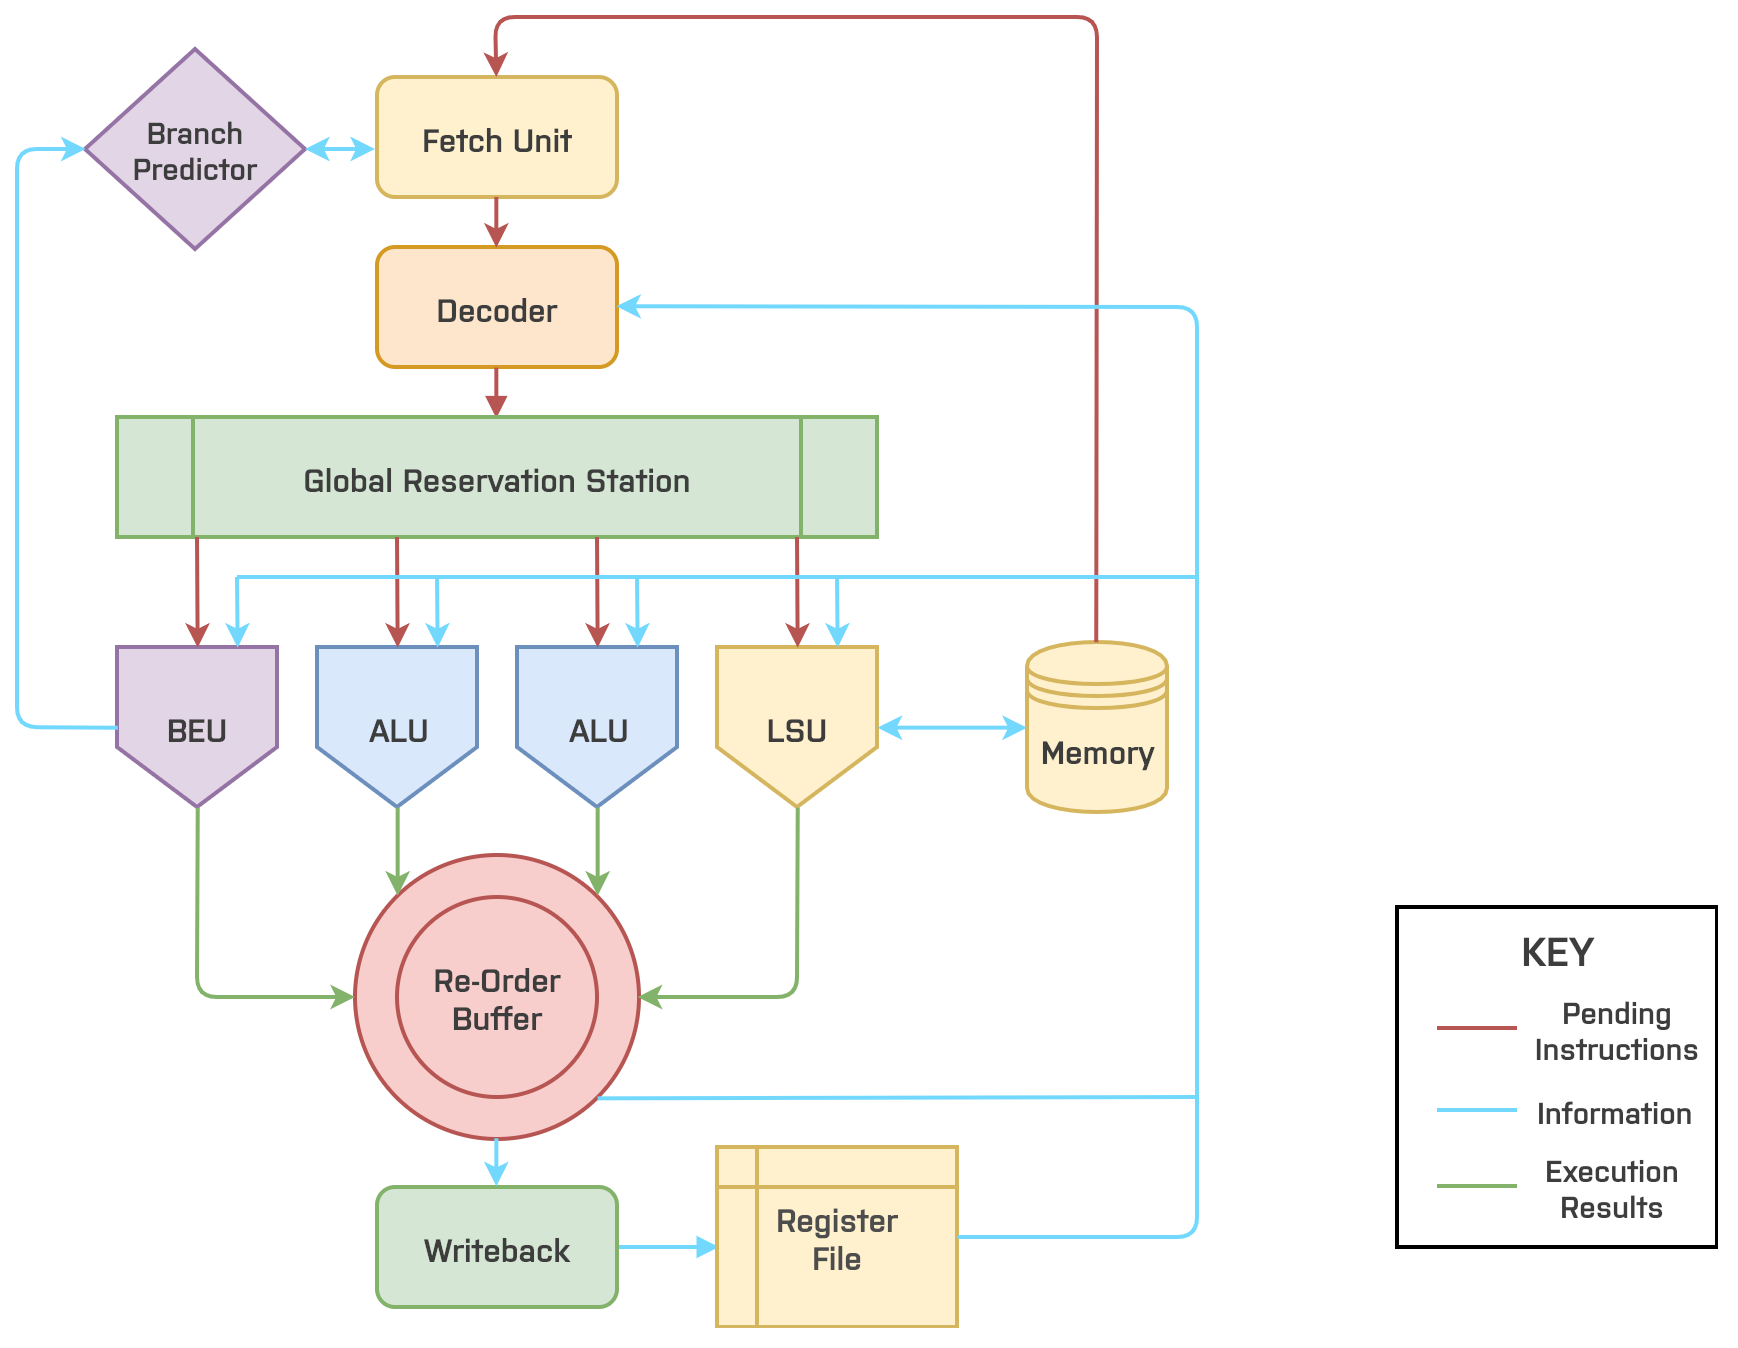 Branch
Predictor
Fetch Unit
Decoder
Global Reservation Station
BEU
ALU
ALU
LSU
Memory
Re-Order
Buffer
Writeback
Register
File
KEY
Pending
Instructions
Information
Execution
Results